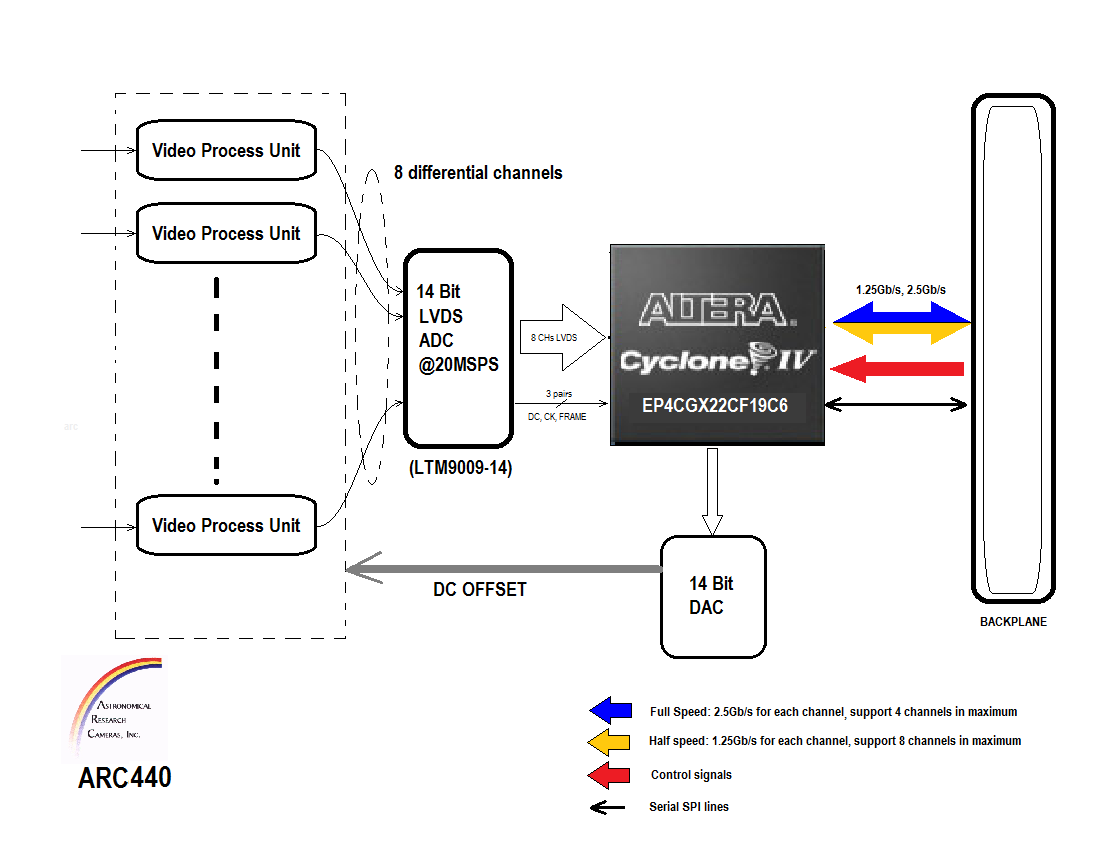 Video Process Unit
8 differential channels
Video Process Unit
14 Bit
LVDS
ADC
@20MSPS
8 CHs LVDS
3 pairs
DC, CK, FRAME
(LTM9009-14)
ALTERA
Cyclone IV
EP4CGX22CF19C6
1.25Gb/s, 2.5Gb/s
arc
Video Process Unit
DC OFFSET
14 Bit
DAC
BACKPLANE
ASTRONOMICAL
RESEARCH
CAMERAS, INC.
ARC440
Full Speed: 2.5Gb/s for each channel, support 4 channels in maximum
Half speed: 1.25Gb/s for each channel, support 8 channels in maximum
Control signals
Serial SPI lines